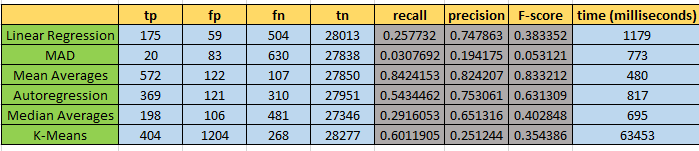 tp fp fn tn recall precision F-score time (milliseconds)
Linear Regression 175 59 504 28013 0.257732 0.747863 0.383352 1179
MAD 20 83 630 27838 0.0307692 0.194175 0.053121 773
Mean Averages 572 122 107 27850 0.8424153 0.824207 0.833212 480
Autoregression 369 121 310 27951 0.5434462 0.753061 0.631309 817
Median Averages 198 106 481 27346 0.2916053 0.651316 0.402848 695
K-Means 404 1204 268 28277 0.6011905 0.251244 0.354386 63453